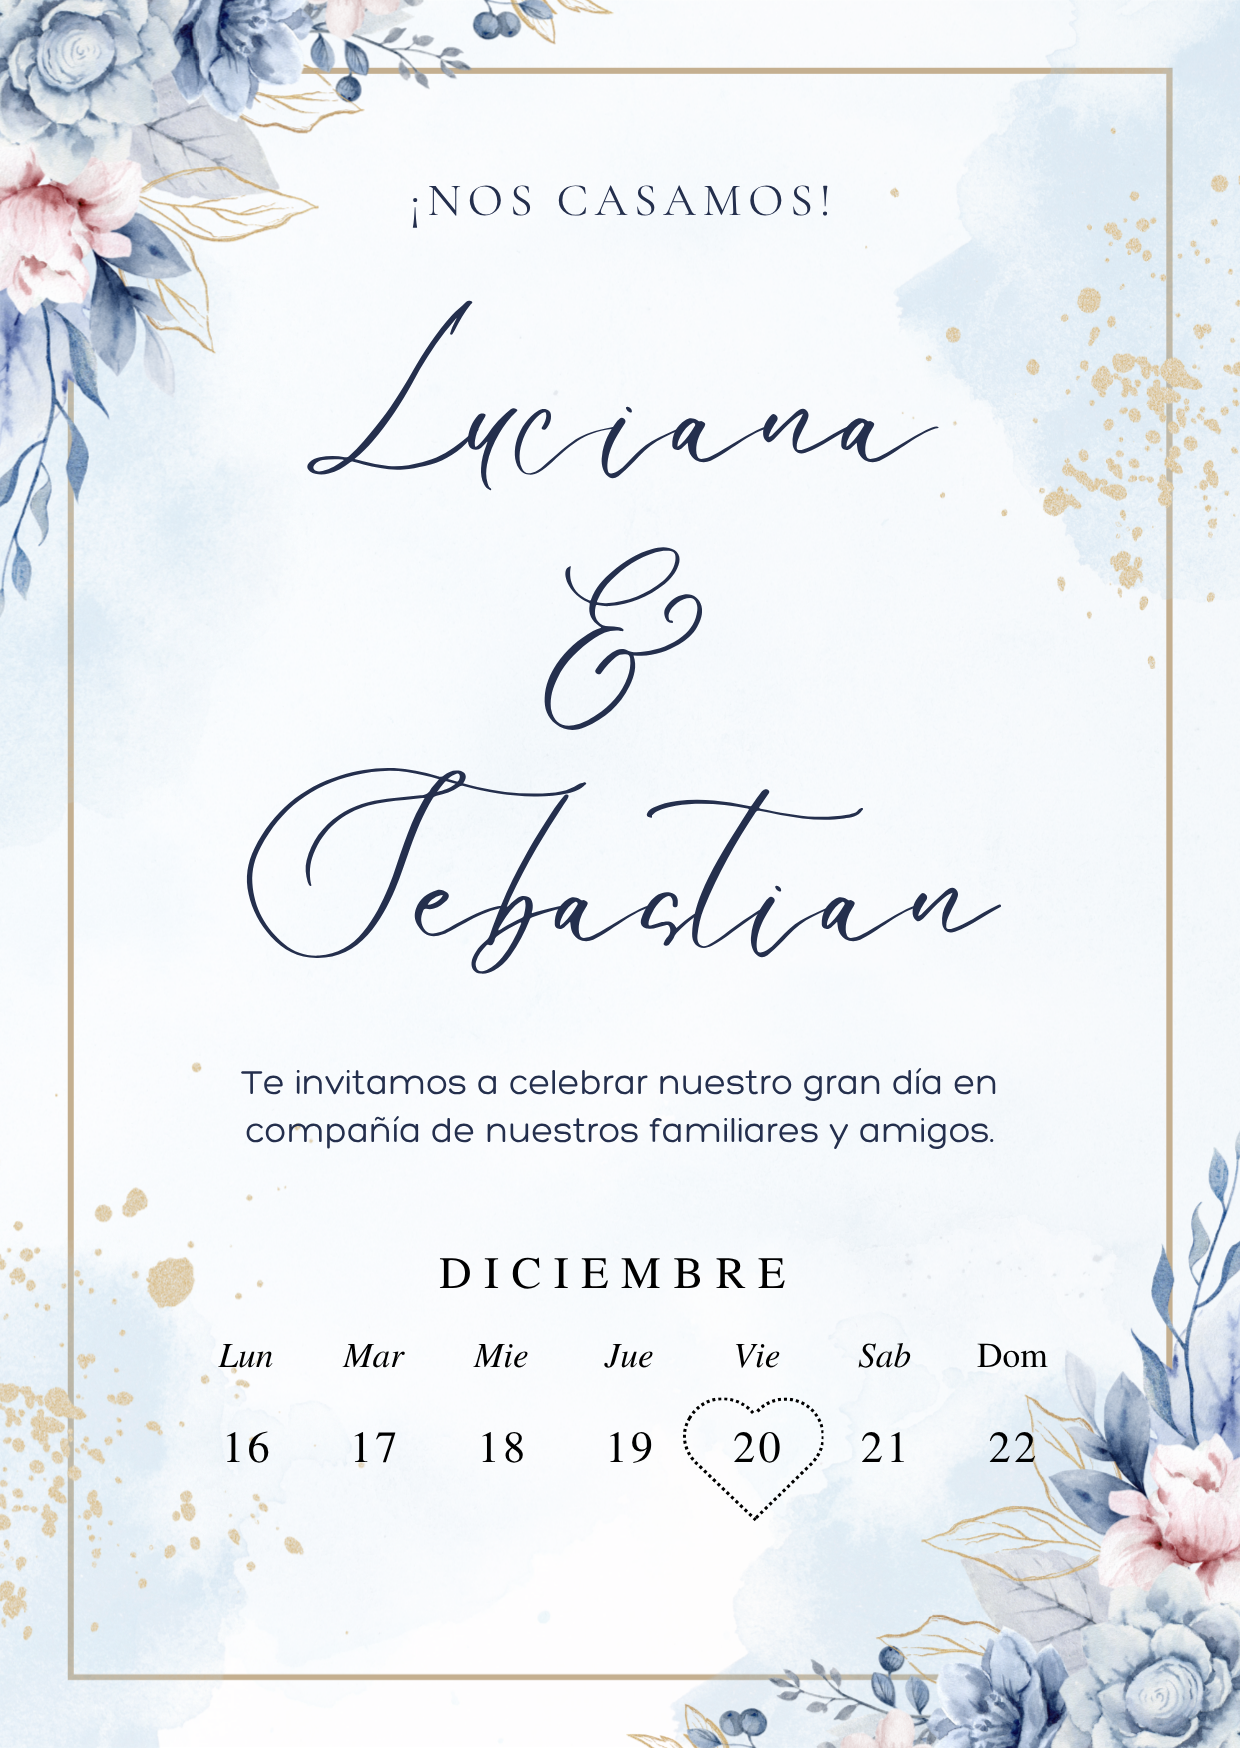 ¡NOS CASAMOS!
Luciana
&
Sebastian
Te invitamos a celebrar nuestro gran día en
compañía de nuestros familiares y amigos.
DICIEMBRE
Lun Mar Mie Jue Vie Sab Dom
16 17 18 19 20 21 22